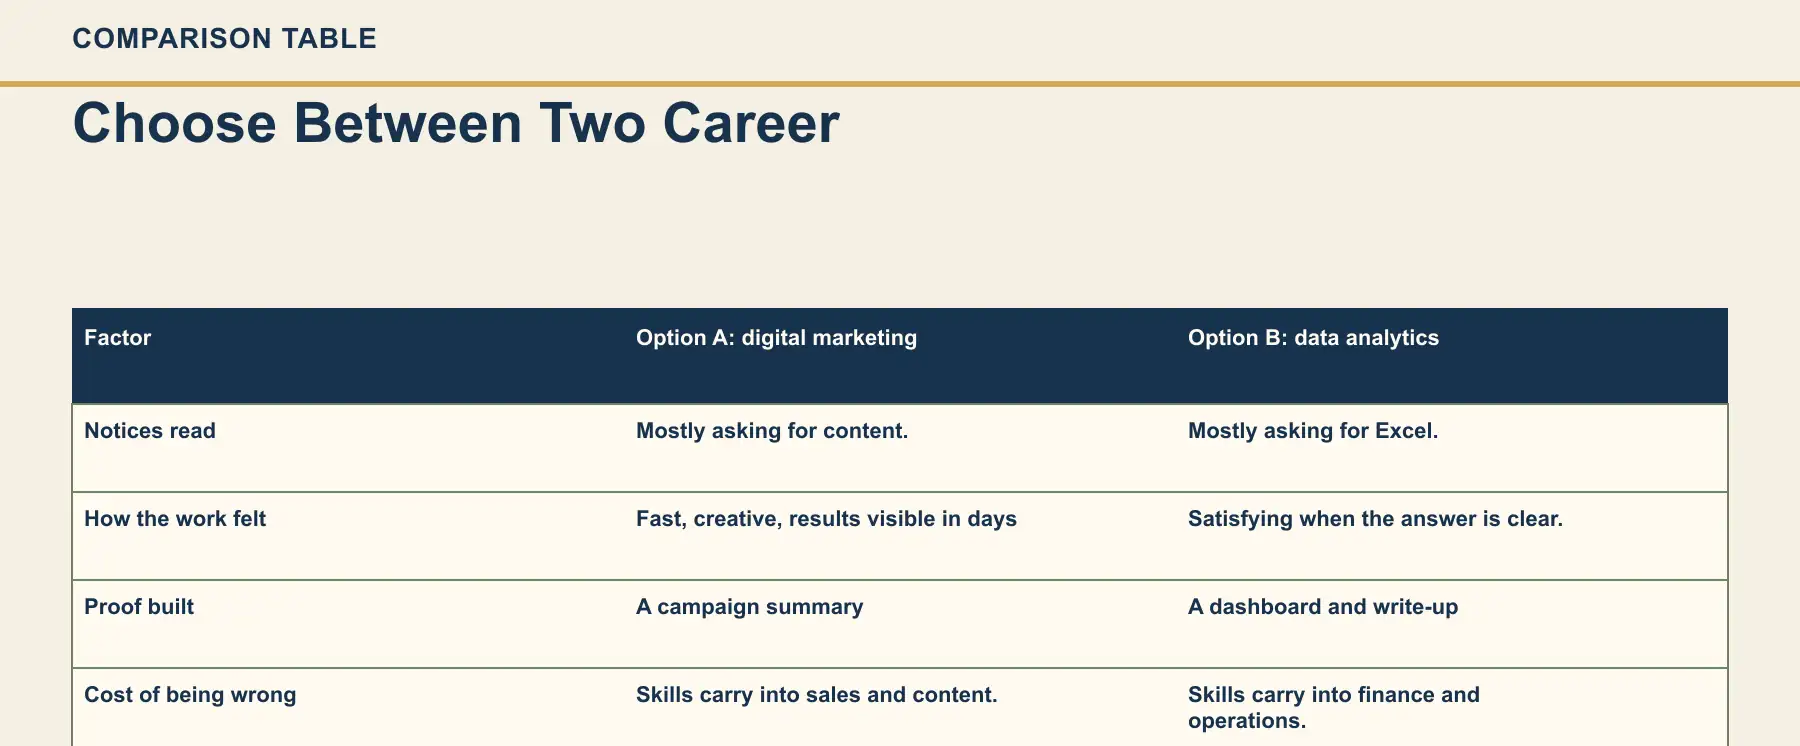 COMPARISON TABLE
Choose Between Two Career
Factor
Option A: digital marketing
Option B: data analytics
Notices read
Mostly asking for content.
Mostly asking for Excel.
How the work felt
Fast, creative, results visible in days
Satisfying when the answer is clear.
Proof built
A campaign summary
A dashboard and write-up
Cost of being wrong
Skills carry into sales and content.
Skills carry into finance and
operations.